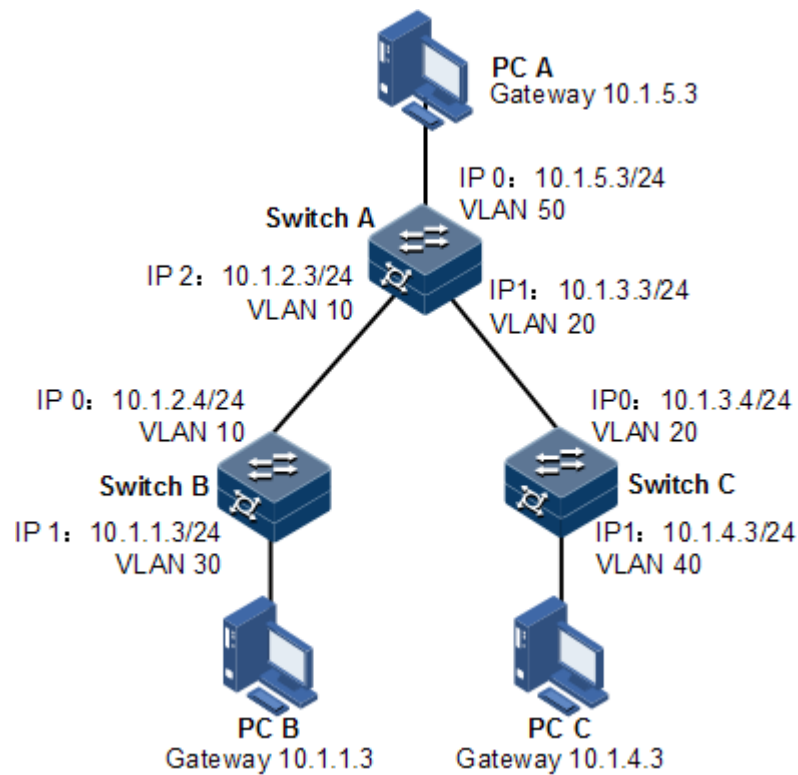 PC A
Gateway 10.1.5.3
IP 0：10.1.5.3/24
VLAN 50
Switch A
IP 2：10.1.2.3/24
VLAN 10
IP1：10.1.3.3/24
VLAN 20
IP 0：10.1.2.4/24
VLAN 10
IP0：10.1.3.4/24
VLAN 20
Switch B
Switch C
IP 1：10.1.1.3/24
VLAN 30
IP1：10.1.4.3/24
VLAN 40
PC B
Gateway 10.1.1.3
PC C
Gateway 10.1.4.3